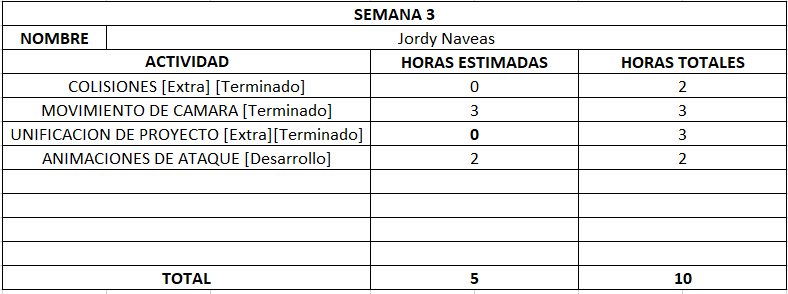 SEMANA 3
NOMBRE Jordy Naveas
ACTIVIDAD HORAS ESTIMADAS HORAS TOTALES
COLISIONES [Extra] [Terminado] 0 2
MOVIMIENTO DE CAMARA [Terminado] 3 3
UNIFICACION DE PROYECTO [Extra][Terminado] 0 3
ANIMACIONES DE ATAQUE [Desarrollo] 2 2
TOTAL 5 10